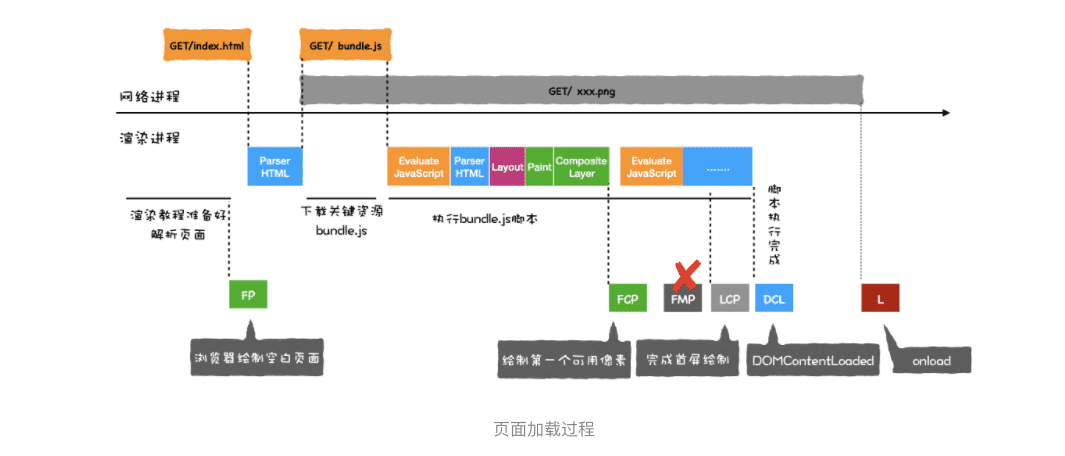 GET/index.html
GET/ bundle.js
GET/ xxx.png
网络进程
渲染进程
Parser
HTML
Evaluate
JavaScript
Parser
HTML
Layout
Paint
Composite
Layer
Evaluate
JavaScript
.......
渲染教程准备好
解析页面
下载关键资源
bundle.js
执行bundle.js脚本
脚本执行完成
FP
FCP
FMP
LCP
DCL
L
浏览器绘制空白页面
绘制第一个可用像素
完成首屏绘制
DOMContentLoaded
onload
页面加载过程